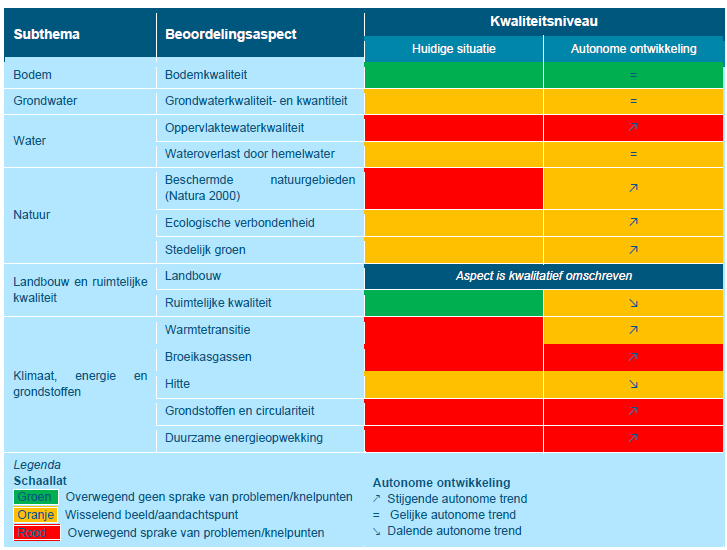 Subthema Beoordelingsaspect Kwaliteitsniveau
Huidige situatie Autonome ontwikkeling
Bodem Bodemkwaliteit =
Grondwater Grondwaterkwaliteit- en kwantiteit =
Water Oppervlaktewaterkwaliteit ↗
Wateroverlast door hemelwater =
Natuur Beschermde natuurgebieden
(Natura 2000) ↗
Ecologische verbondenheid ↗
Stedelijk groen ↗
Landbouw en ruimtelijke
kwaliteit
Landbouw Aspect is kwalitatief omschreven
Ruimtelijke kwaliteit ↘
Klimaat, energie en
grondstoffen
Warmtetransitie ↗
Broeikasgassen ↗
Hitte ↘
Grondstoffen en circulariteit ↗
Duurzame energieopwekking ↗
Legenda
Schaallat
Groen Overwegend geen sprake van problemen/knelpunten
Oranje Wisselend beeld/aandachtspunt
Rood Overwegend sprake van problemen/knelpunten
Autonome ontwikkeling
↗ Stijgende autonome trend
= Gelijke autonome trend
↘ Dalende autonome trend